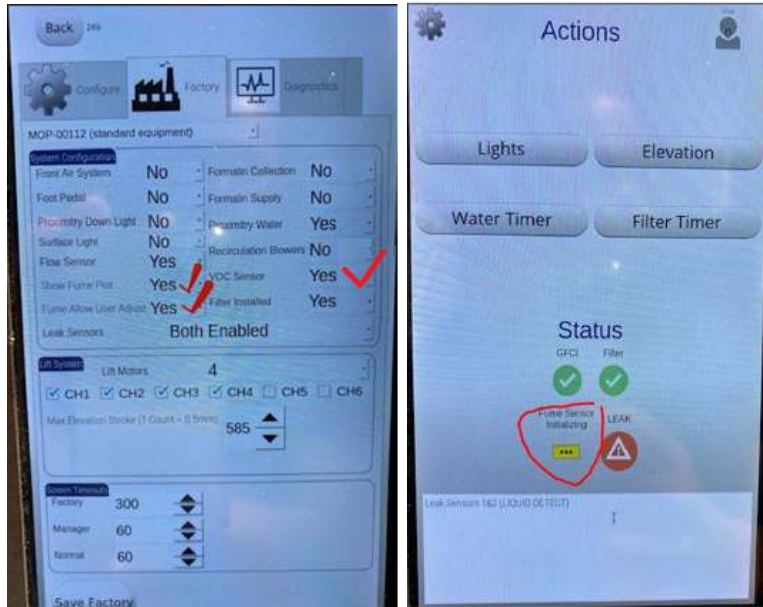 Back
Configure Factory Diagnostics
MOP-00112 (standard equipment)
System Configuration
Front Air System No Formalin Collection No
Foot Pedal No Formalin Supply No
Proximity Down Light No Proximity Water Yes
Surface Light No
Recirculation Blowers No
Flow Sensor Yes
VOC Sensor Yes
Show Fume Plot Yes
Fume Allow User Adjust Yes Filter Installed Yes
Leak Sensors Both Enabled
Lift System
Lift Motors 4
CH1 CH2 CH3 CH4 CH5 CH6
Max Elevation Stroke (1 Count = 0.5mm) 585
Screen Timeouts
Factory 300
Manager 60
Normal 60
Save Factory
Actions
Lights Elevation
Water Timer Filter Timer
Status
GFCI Filter
Fume Sensor
Initializing
LEAK
Leak Sensors 1&2 (LIQUID DETECT)